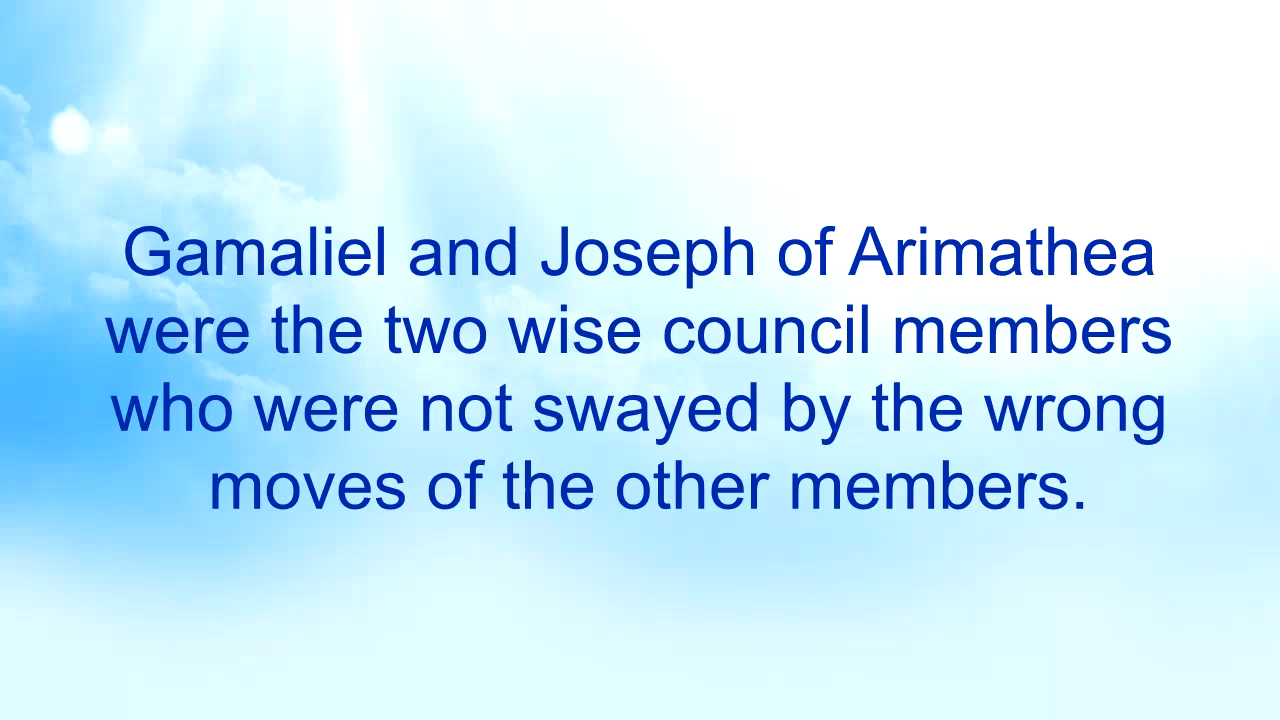 Gamaliel and Joseph of Arimathea
were the two wise council members
who were not swayed by the wrong
moves of the other members.